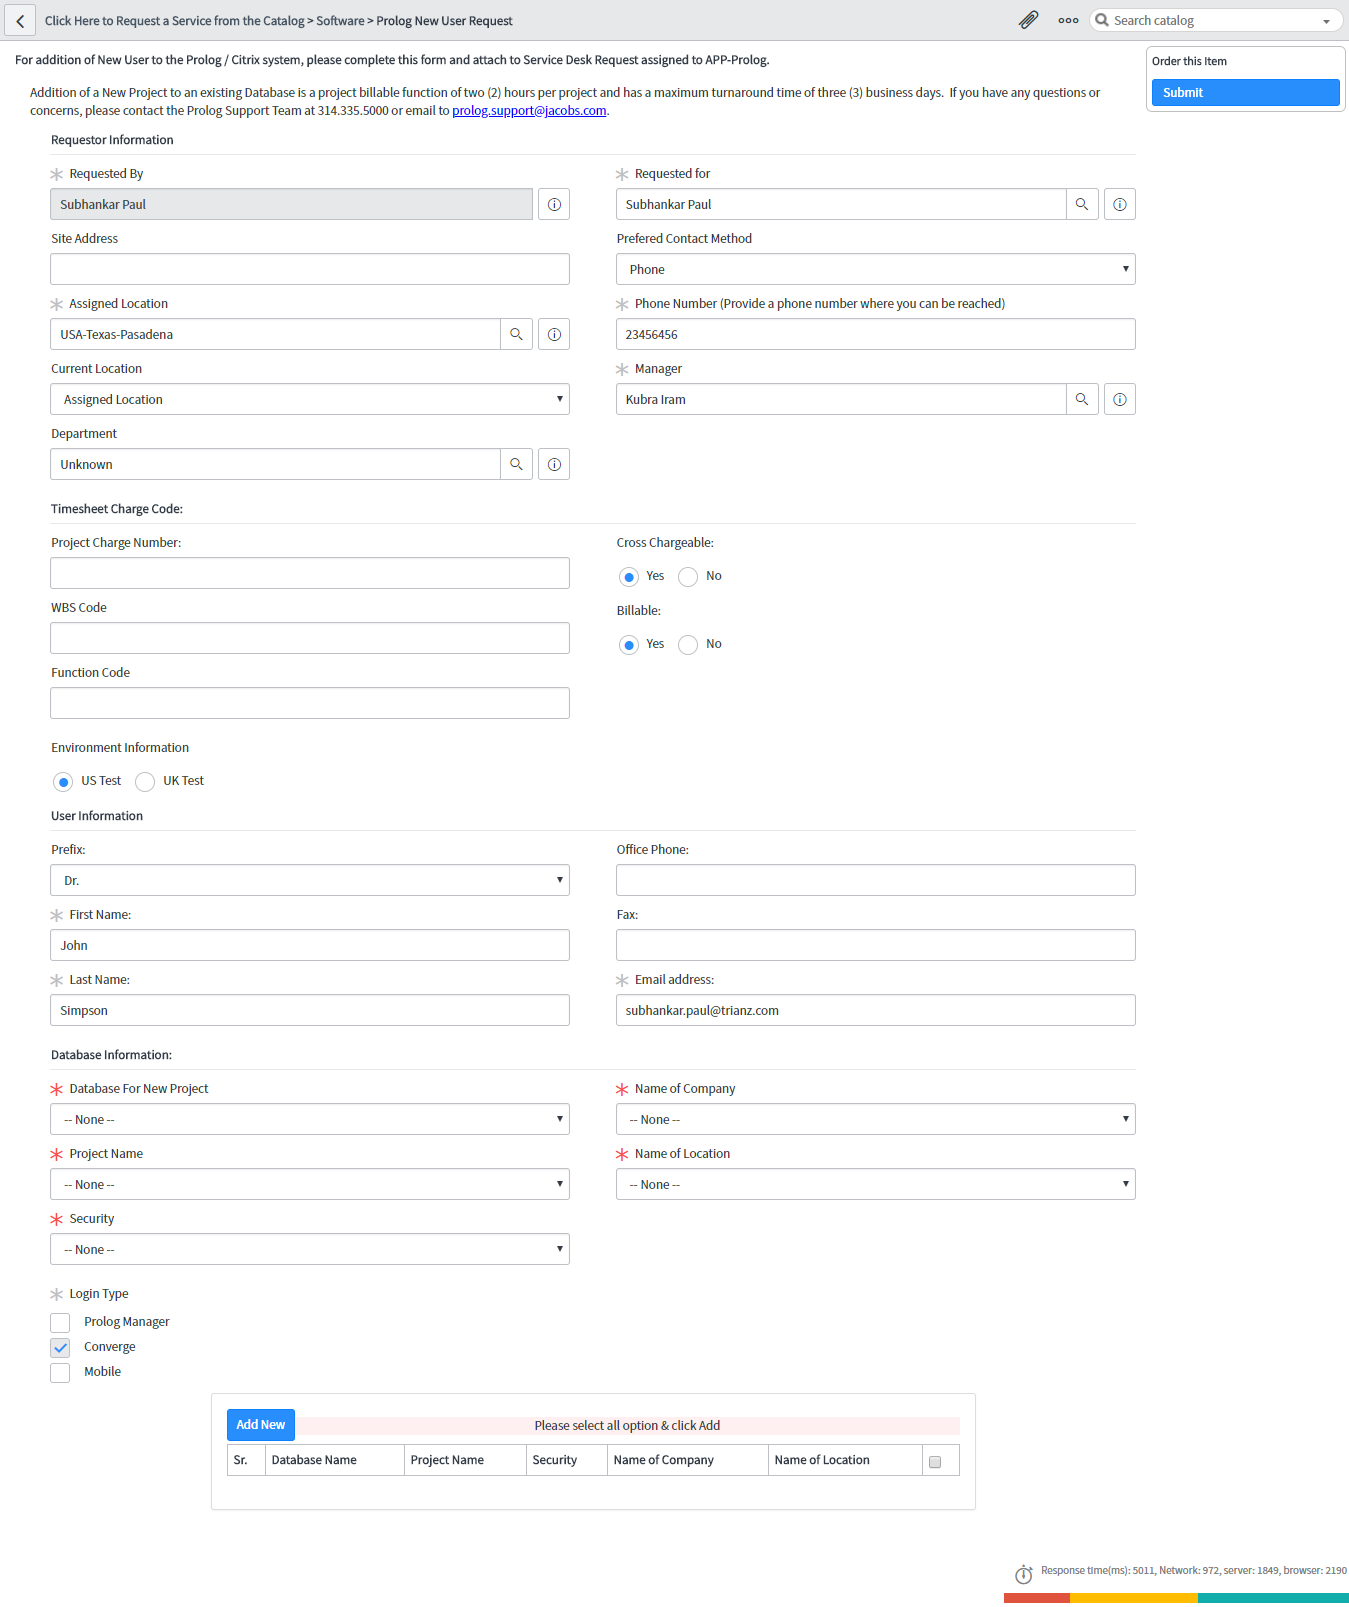 Click Here to Request a Service from the Catalog > Software > Prolog New User Request
Search catalog
For addition of New User to the Prolog / Citrix system, please complete this form and attach to Service Desk Request assigned to APP-Prolog.
Order this Item
Submit
Addition of a New Project to an existing Database is a project billable function of two (2) hours per project and has a maximum turnaround time of three (3) business days.  If you have any questions or
concerns, please contact the Prolog Support Team at 314.335.5000 or email to prolog.support@jacobs.com.
Requestor Information
Requested By
Requested for
Subhankar Paul
Subhankar Paul
Site Address
Prefered Contact Method
Phone
Assigned Location
Phone Number (Provide a phone number where you can be reached)
USA-Texas-Pasadena
23456456
Current Location
Manager
Assigned Location
Kubra Iram
Department
Unknown
Timesheet Charge Code:
Project Charge Number:
Cross Chargeable:
Yes No
WBS Code
Billable:
Yes No
Function Code
Environment Information
US Test UK Test
User Information
Prefix:
Office Phone:
Dr.
First Name:
Fax:
John
Last Name:
Email address:
Simpson
subhankar.paul@trianz.com
Database Information:
Database For New Project
Name of Company
-- None --
-- None --
Project Name
Name of Location
-- None --
-- None --
Security
-- None --
Login Type
Prolog Manager
Converge
Mobile
Add New
Please select all option & click Add
Sr. Database Name Project Name Security Name of Company Name of Location
Response time(ms): 5011, Network: 972, server: 1849, browser: 2190